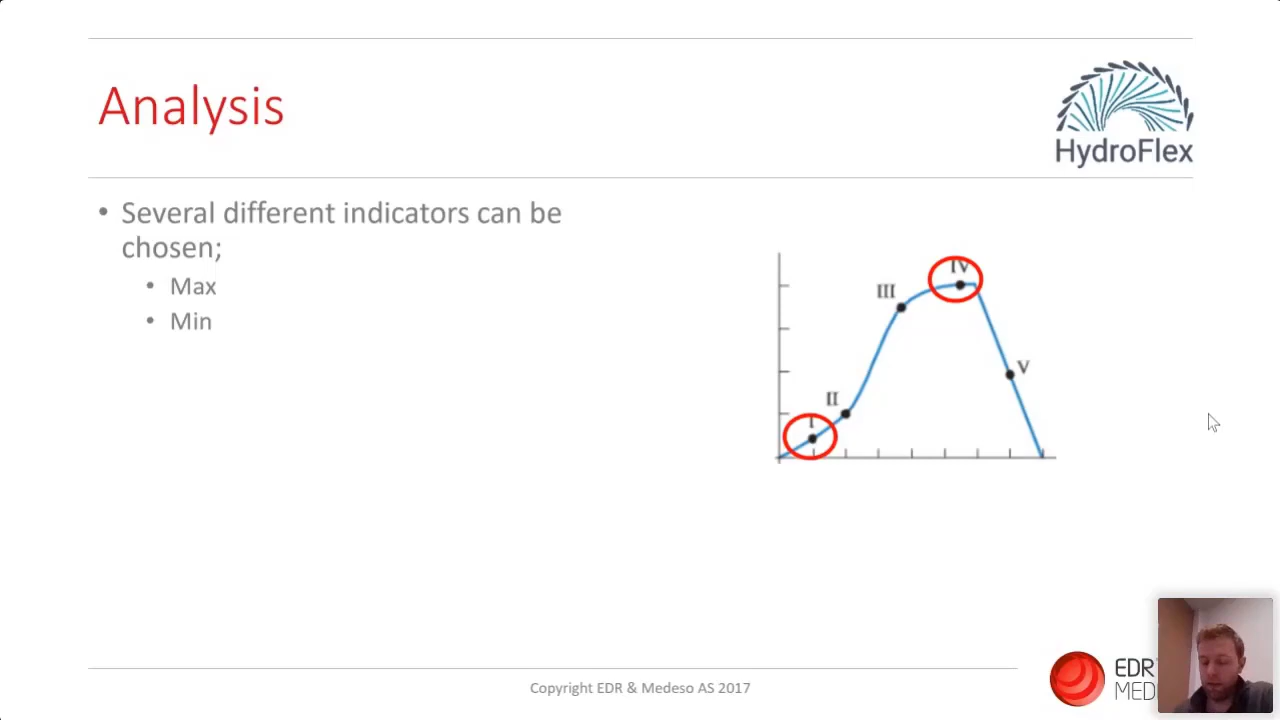 Analysis
HydroFlex
• Several different indicators can be
chosen;
• Max
• Min
IV
III
V
II
I
Copyright EDR & Medeso AS 2017
EDR